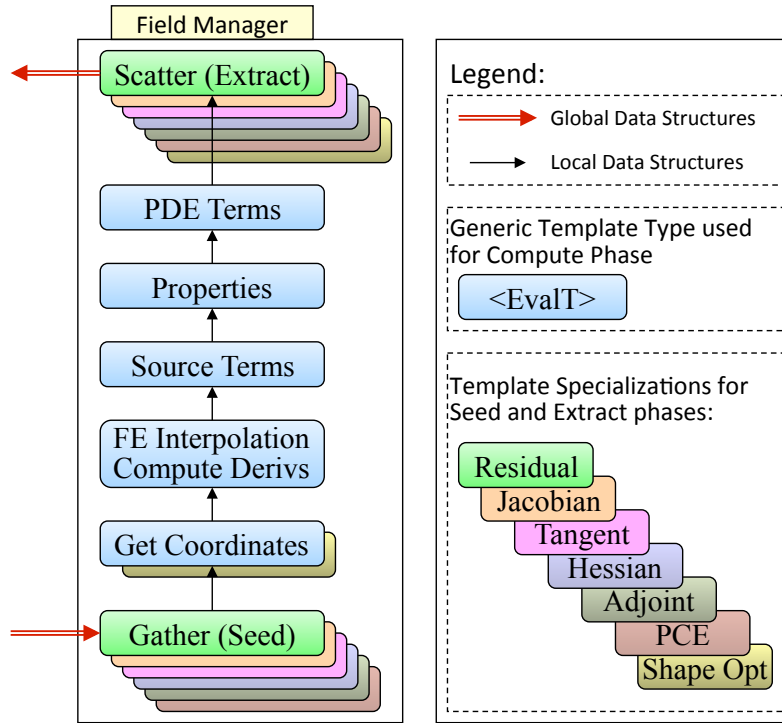 Field Manager
Scatter (Extract)
PDE Terms
Properties
Source Terms
FE Interpolation
Compute Derivs
Get Coordinates
Gather (Seed)
Legend:
Global Data Structures
Local Data Structures
Generic Template Type used
for Compute Phase
<EvalT>
Template Specializations for
Seed and Extract phases:
Residual
Jacobian
Tangent
Hessian
Adjoint
PCE
Shape Opt